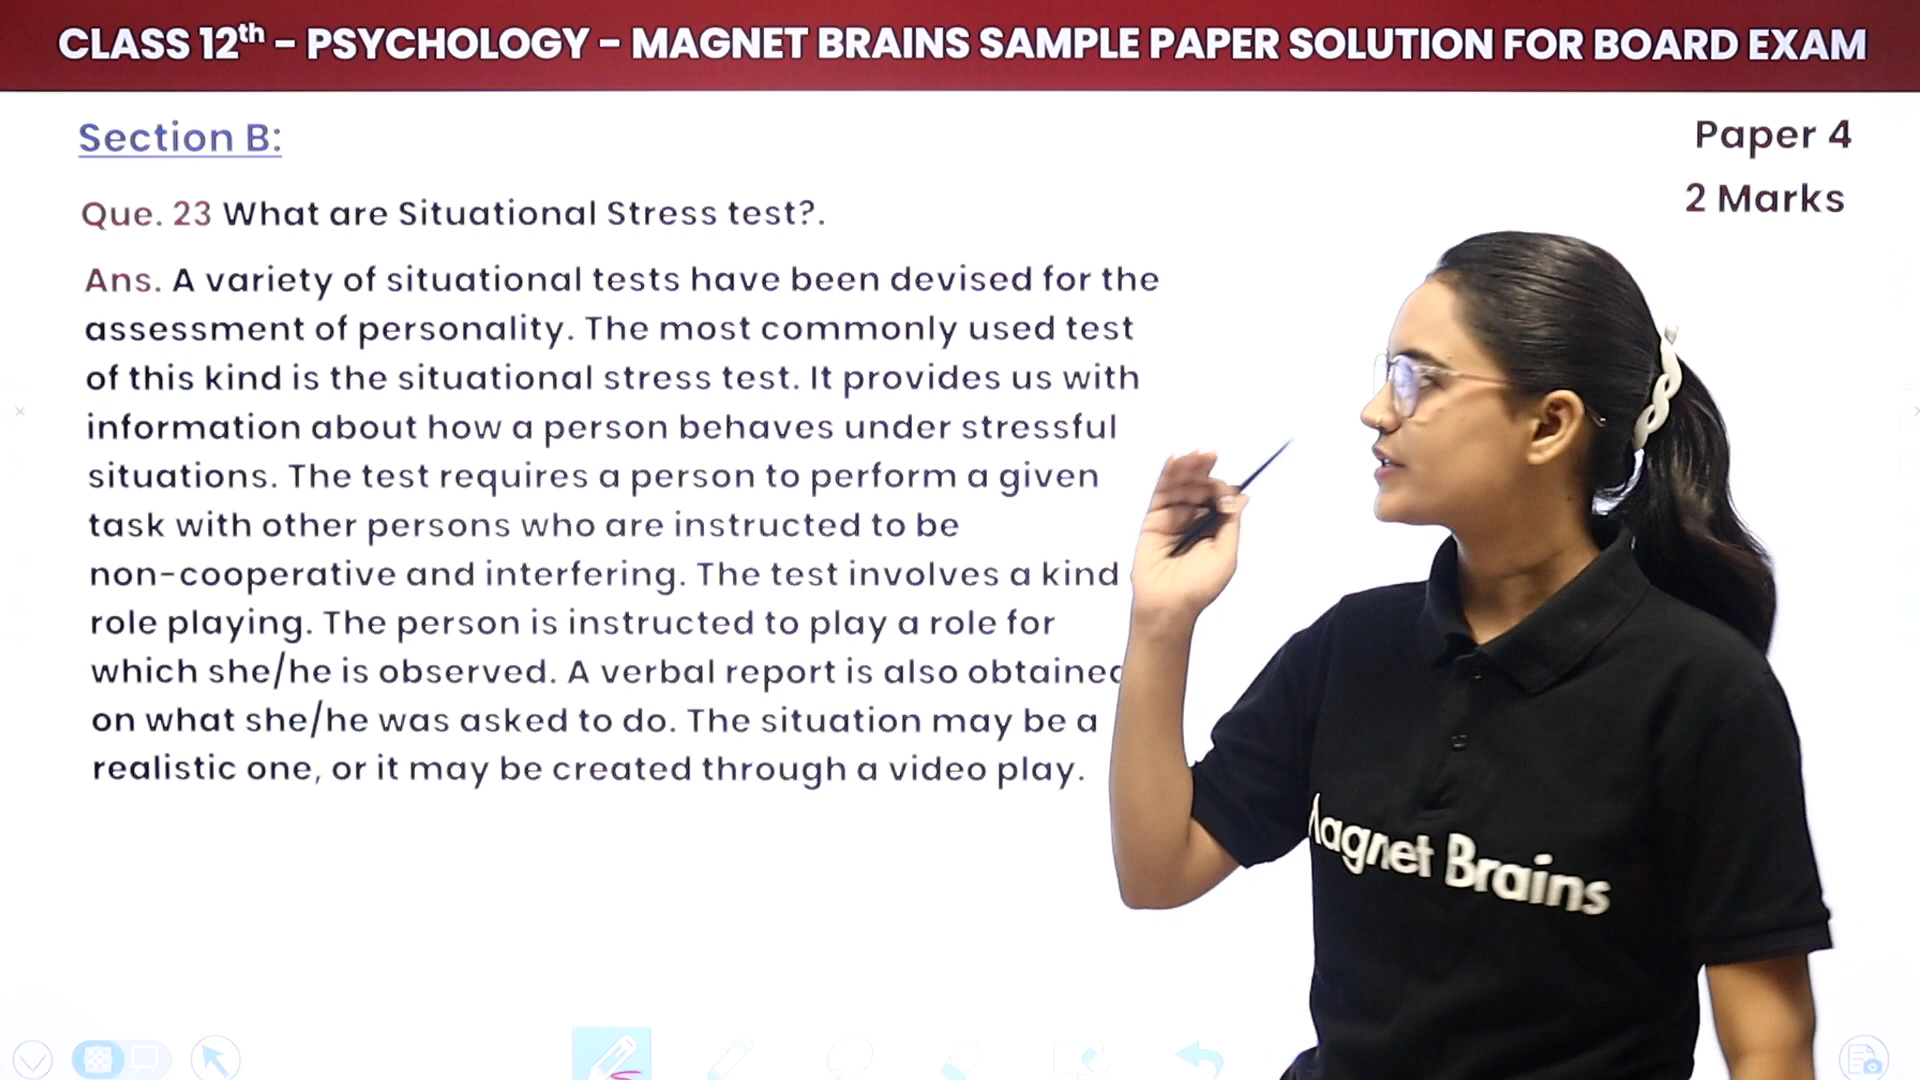 CLASS 12th – PSYCHOLOGY – MAGNET BRAINS SAMPLE PAPER SOLUTION FOR BOARD EXAM
Section B:
Paper 4
2 Marks
Que. 23 What are Situational Stress test?.
Ans. A variety of situational tests have been devised for the
assessment of personality. The most commonly used test
of this kind is the situational stress test. It provides us with
information about how a person behaves under stressful
situations. The test requires a person to perform a given
task with other persons who are instructed to be
non-cooperative and interfering. The test involves a kind
role playing. The person is instructed to play a role for
which she/he is observed. A verbal report is also obtained
on what she/he was asked to do. The situation may be a
realistic one, or it may be created through a video play.
Magnet Brains